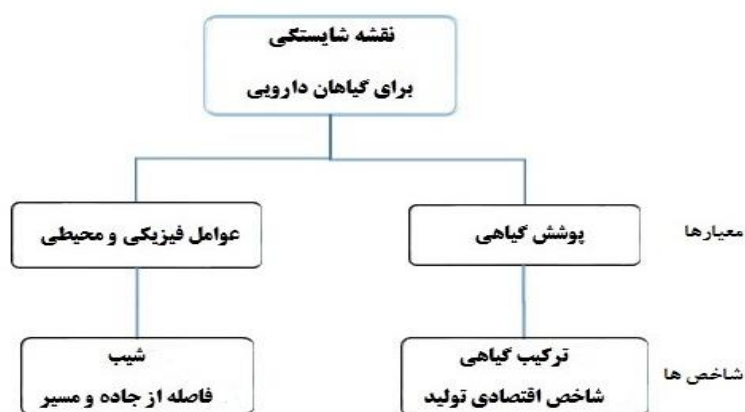 نقشه شایستگی
برای گیاهان دارویی
معیارها
پوشش گیاهی
عوامل فیزیکی و محیطی
شاخص ها
ترکیب گیاهی
شاخص اقتصادی تولید
شیب
فاصله از جاده و مسیر